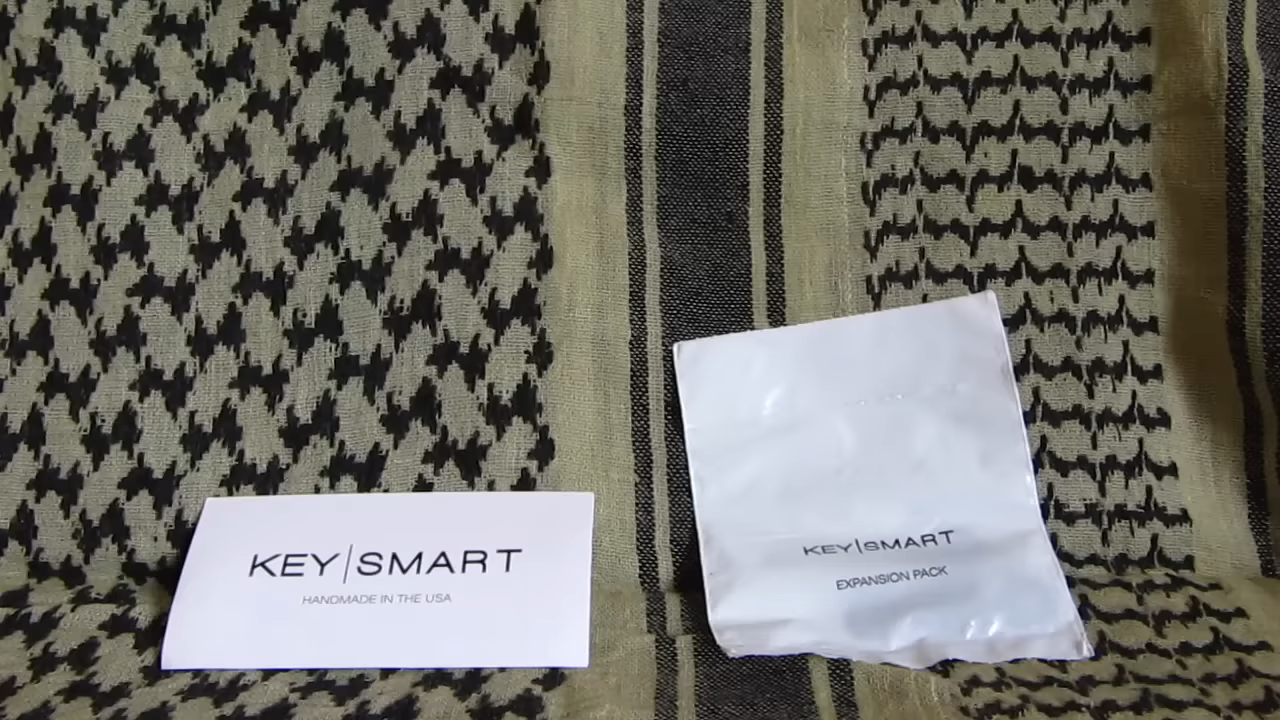 KEY|SMART
HANDMADE IN THE USA
KEY|SMART
EXPANSION PACK